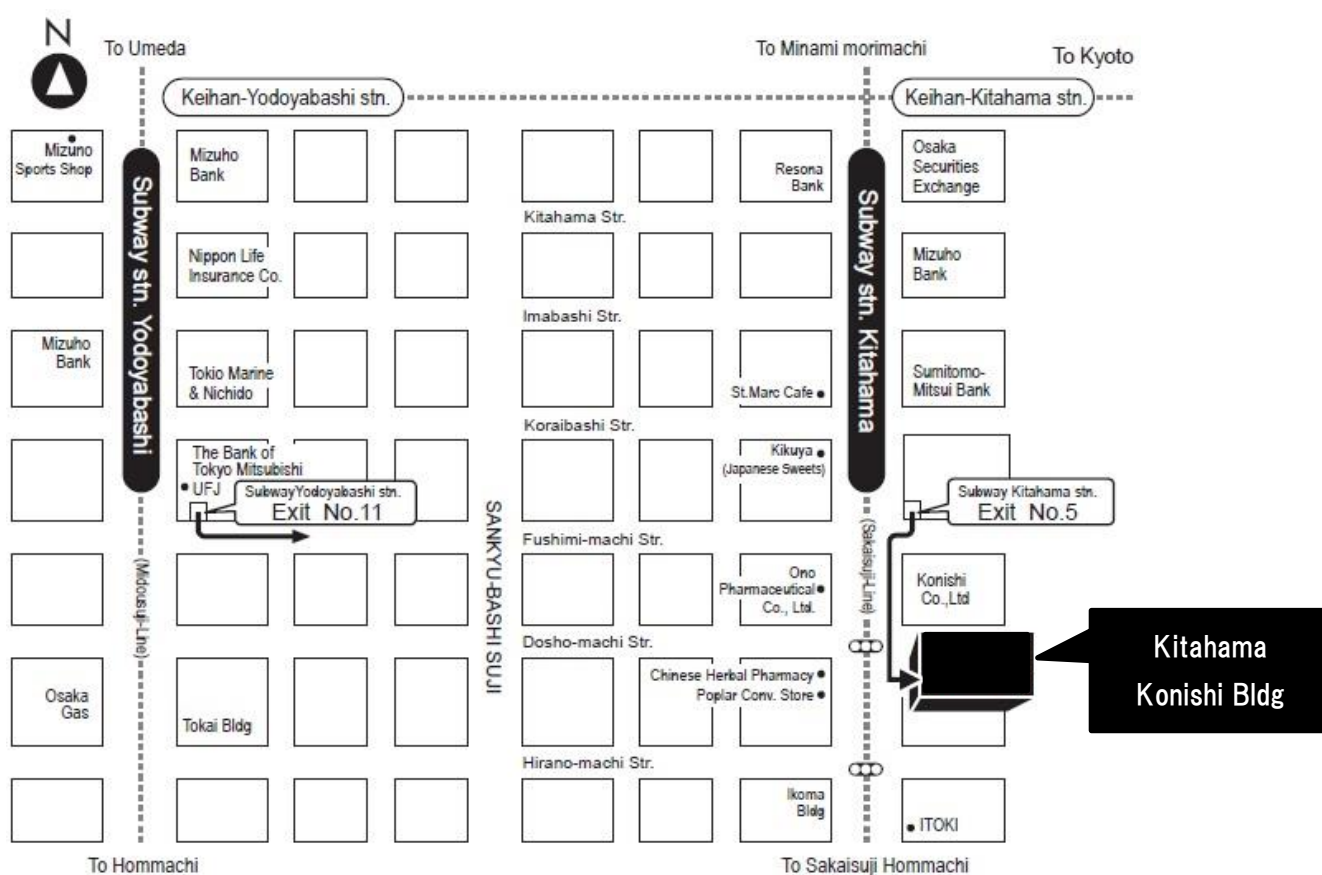 N
To Umeda
To Minami morimachi
To Kyoto
Keihan-Yodoyabashi stn.
Keihan-Kitahama stn.
Mizuno
Sports Shop
Subway stn. Yodoyabashi
Mizuho
Bank
Resona
Bank
Subway stn. Kitahama
Osaka
Securities
Exchange
Kitahama Str.
Nippon Life
Insurance Co.
Mizuho
Bank
Imabashi Str.
Mizuho
Bank
Tokio Marine
& Nichido
St.Marc Cafe
Sumitomo-
Mitsui Bank
Koraibashi Str.
The Bank of
Tokyo Mitsubishi
UFJ
Kikuya
(Japanese Sweets)
SubwayYodoyabashi stn.
Exit No.11
Subway Kitahama stn.
Exit No.5
SANKYU-BASHI SUJI
Fushimi-machi Str.
(Midousuji-Line)
(Sakaisuji-Line)
Ono
Pharmaceutical
Co., Ltd.
Konishi
Co.,Ltd
Dosho-machi Str.
Kitahama
Konishi Bldg
Chinese Herbal Pharmacy
Poplar Conv. Store
Osaka
Gas
Tokai Bldg
Hirano-machi Str.
Ikoma
Bldg
ITOKI
To Hommachi
To Sakaisuji Hommachi